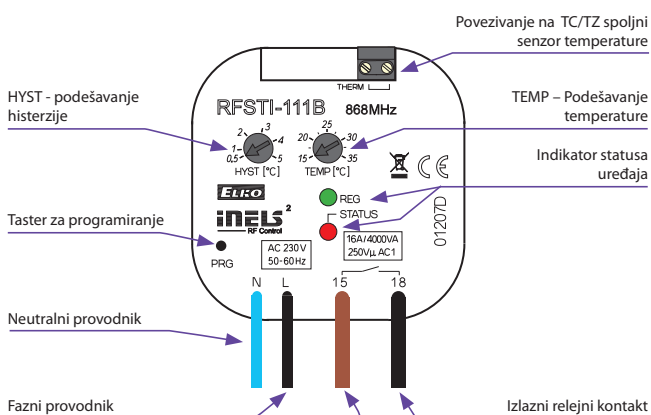 Povezivanje na TC/TZ spoljni
senzor temperature
THERM
RFSTI-111B 868MHz
HYST - podešavanje
histerzije
TEMP – Podešavanje
temperature
0,5 1 2 3 4 5
HYST [°C]
15 20 25 30 35
TEMP [°C]
Indikator statusa
uređaja
CE
ELKO
REG
iNELS²
RF Control
STATUS
01207D
Taster za programiranje
PRG
AC 230V
50-60Hz
16A/4000VA
250Vµ AC1
N L 15 18
Neutralni provodnik
Fazni provodnik
Izlazni relejni kontakt